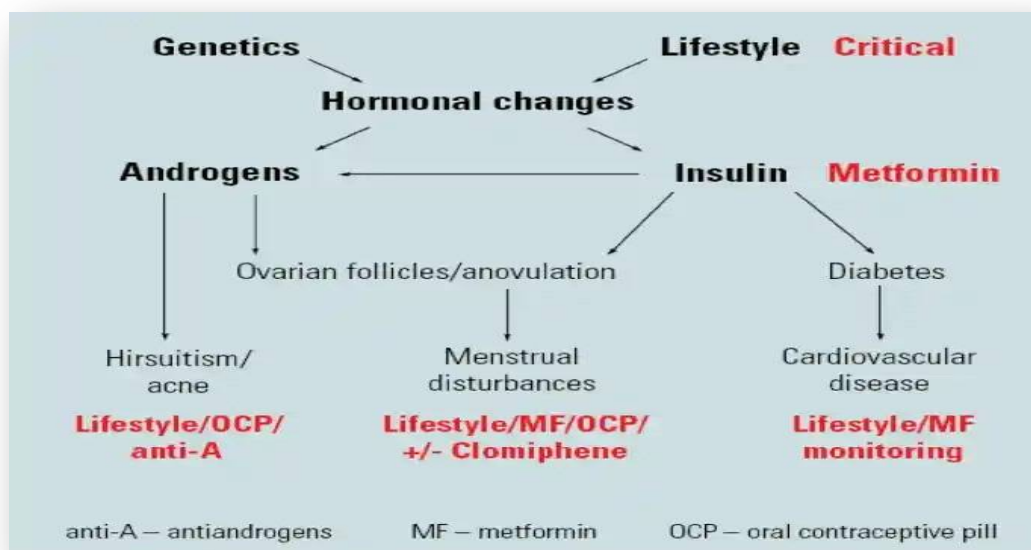 Genetics
Lifestyle Critical
Hormonal changes
Androgens
Insulin Metformin
Ovarian follicles/anovulation
Diabetes
Hirsuitism/
acne
Lifestyle/OCP/
anti-A
Menstrual
disturbances
Lifestyle/MF/OCP/
+/- Clomiphene
Cardiovascular
disease
Lifestyle/MF
monitoring
anti-A – antiandrogens
MF – metformin
OCP – oral contraceptive pill